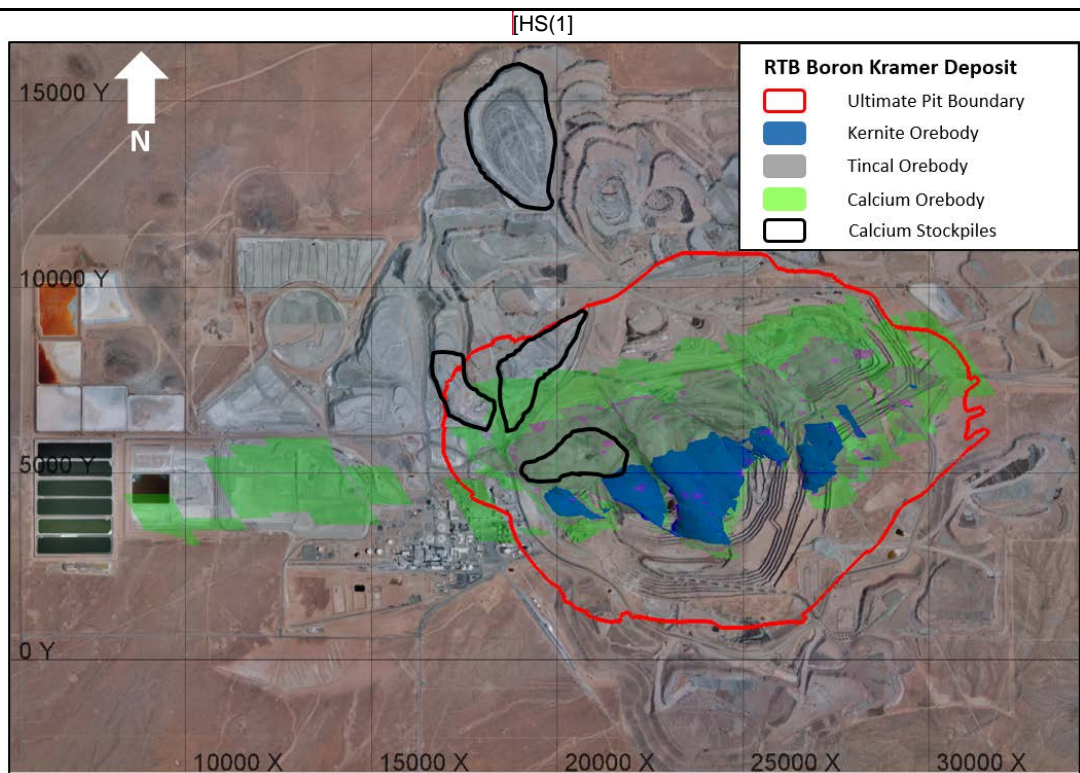 [HS(1]
15000 Y
N
RTB Boron Kramer Deposit
Ultimate Pit Boundary
Kernite Orebody
Tincal Orebody
Calcium Orebody
Calcium Stockpiles
10000 Y
5000 Y
0 Y
10000 X
15000 X
20000 X
25000 X
30000 X